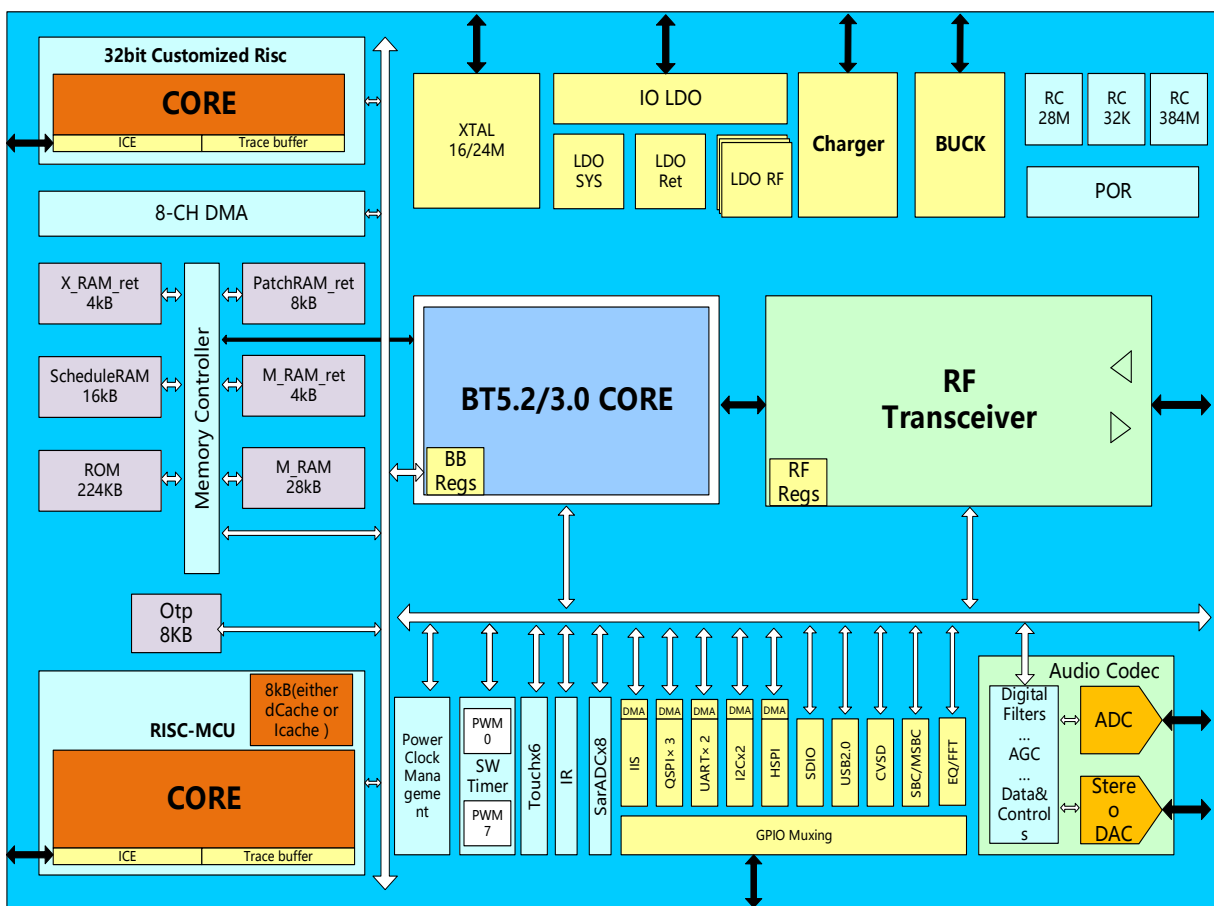 32bit Customized Risc
CORE
ICE
Trace buffer
8-CH DMA
X_RAM_ret
4kB
PatchRAM_ret
8kB
ScheduleRAM
16kB
M_RAM_ret
4kB
ROM
224KB
M_RAM
28kB
Memory Controller
Otp
8KB
8kB(either
dCache or
Icache )
RISC-MCU
CORE
ICE
Trace buffer
XTAL
16/24M
IO LDO
LDO
SYS
LDO
Ret
LDO RF
Charger
BUCK
RC
28M
RC
32K
RC
384M
POR
BT5.2/3.0 CORE
BB
Regs
RF
Transceiver
RF
Regs
Power
Clock
Mana
geme
nt
PWM
0
SW
Timer
PWM
7
Touchx6
IR
SarADCx8
DMA
IIS
DMA
QSPI× 3
DMA
UART× 2
DMA
I2Cx2
DMA
HSPI
SDIO
USB2.0
CVSD
SBC/MSBC
EQ/FFT
GPIO Muxing
Audio Codec
Digital
Filters
...
AGC
...
Data&
Control
s
ADC
Stere
o
DAC